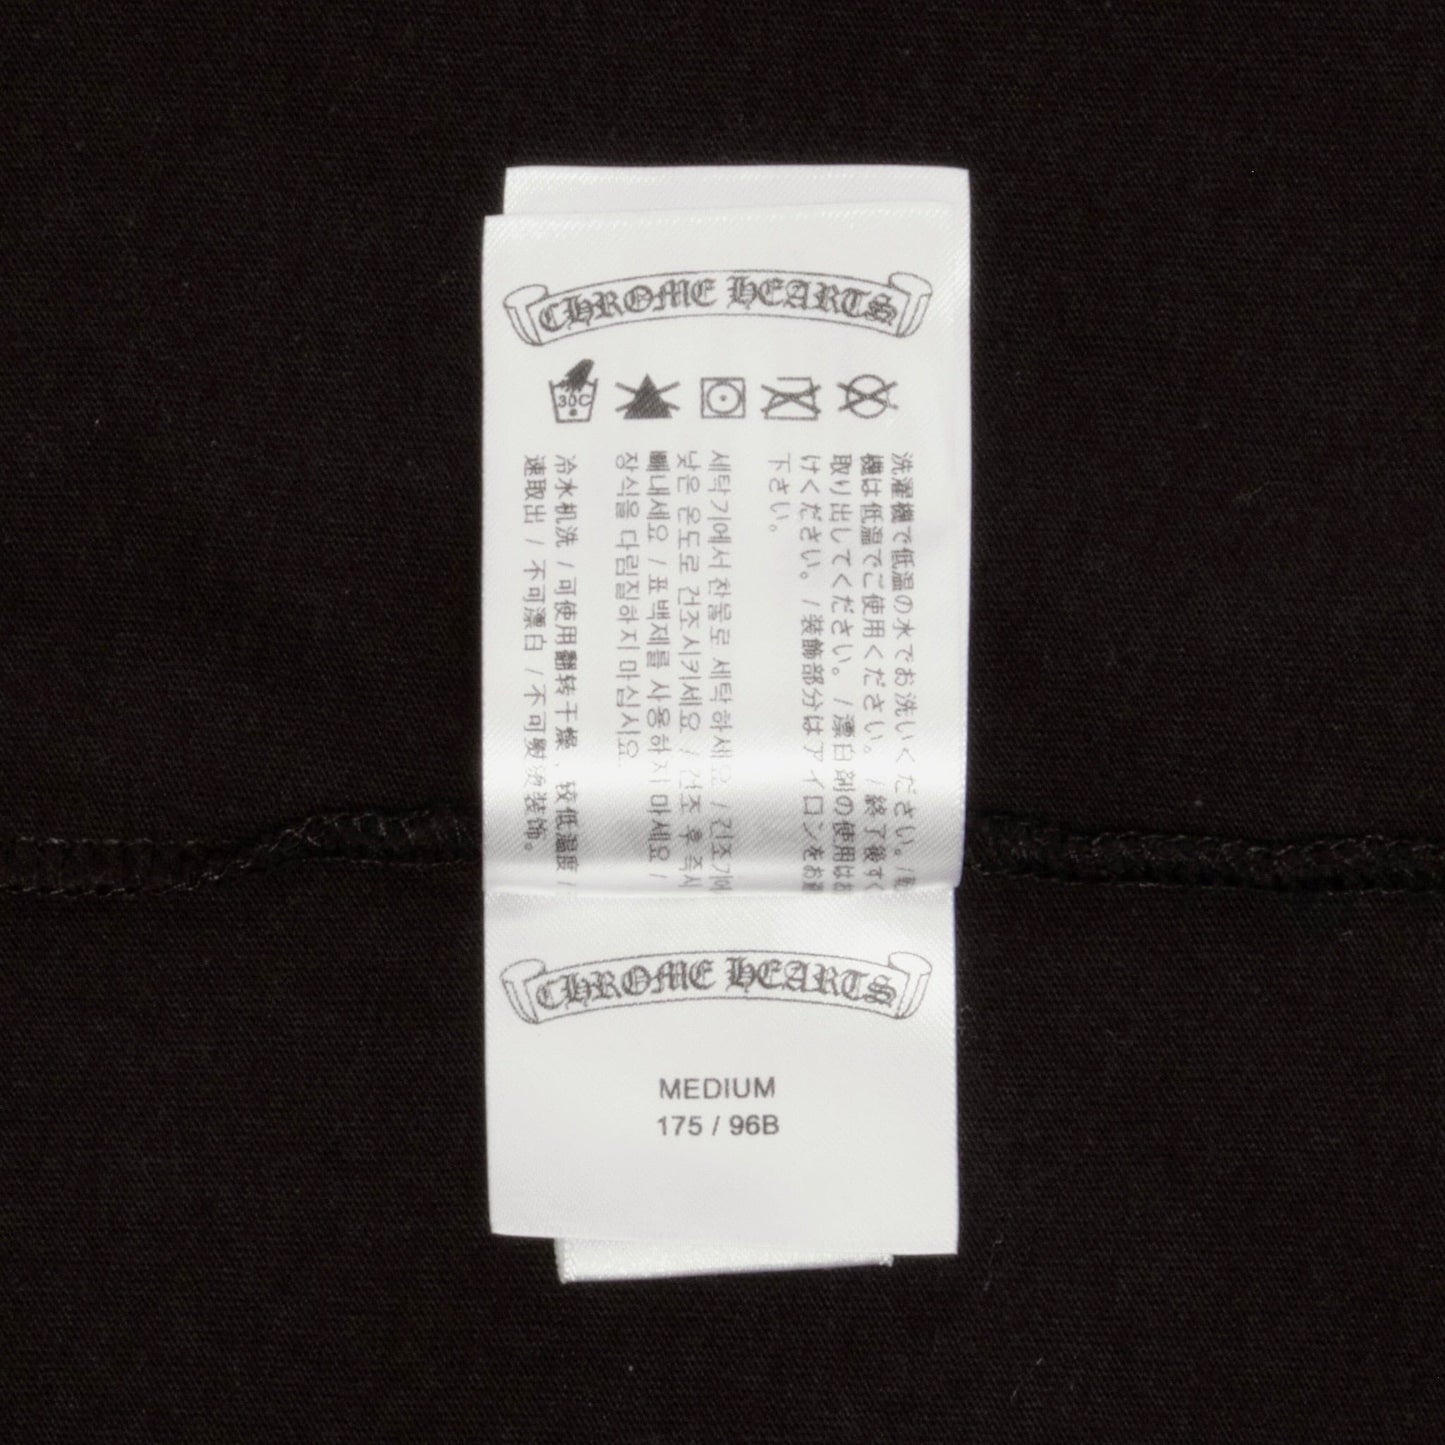 CHROME HEARTS
30C
洗濯機で低温の水でお洗いください。/
機は低温でご使用ください。/終了後すぐ
取り出してください。/漂白剤の使用はお
けください。/装飾部分はアイロンをお避
下さい。
세탁기에서 찬물로 세탁하세요 / 건조기에
낮은 온도로 건조시키세요 / 건조 후 즉시
빼내세요 / 표백제를 사용하지 마세요 /
장식을 다림질하지 마십시요
冷水机洗 / 可使用翻转干燥、较低温度 /
速取出 / 不可漂白 / 不可熨烫装饰。
CHROME HEARTS
MEDIUM
175 / 96B